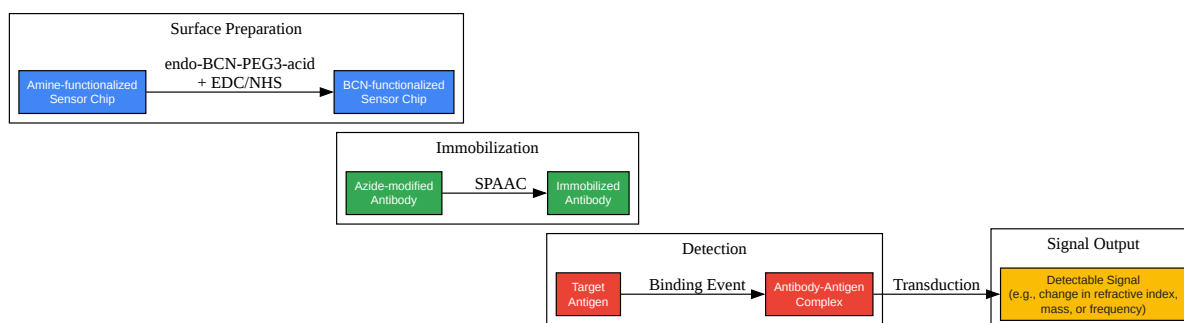 Surface Preparation
endo-BCN-PEG3-acid
+ EDC/NHS
Amine-functionalized
Sensor Chip
BCN-functionalized
Sensor Chip
Immobilization
Azide-modified
Antibody
SPAAC
Immobilized
Antibody
Detection
Target
Antigen
Binding Event
Antibody-Antigen
Complex
Transduction
Signal Output
Detectable Signal
(e.g., change in refractive index,
mass, or frequency)